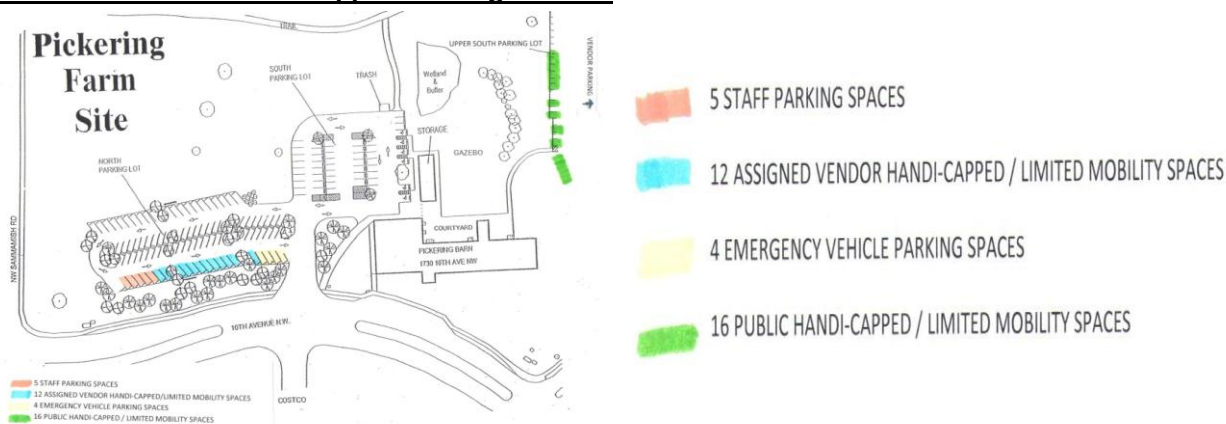 Pickering
Farm
Site
TRAIL
UPPER SOUTH PARKING LOT
VENDOR PARKING
SOUTH
PARKING LOT
TRASH
Wetland
&
Buffer
STORAGE
GAZEBO
NORTH
PARKING LOT
COURTYARD
PICKERING BARN
1730 10TH AVE NW
NW SAMMISH RD
10TH AVENUE N.W.
COSTCO
5 STAFF PARKING SPACES
12 ASSIGNED VENDOR HANDI-CAPPED/LIMITED MOBILITY SPACES
4 EMERGENCY VEHICLE PARKING SPACES
16 PUBLIC HANDI-CAPPED / LIMITED MOBILITY SPACES
5 STAFF PARKING SPACES
12 ASSIGNED VENDOR HANDI-CAPPED / LIMITED MOBILITY SPACES
4 EMERGENCY VEHICLE PARKING SPACES
16 PUBLIC HANDI-CAPPED / LIMITED MOBILITY SPACES